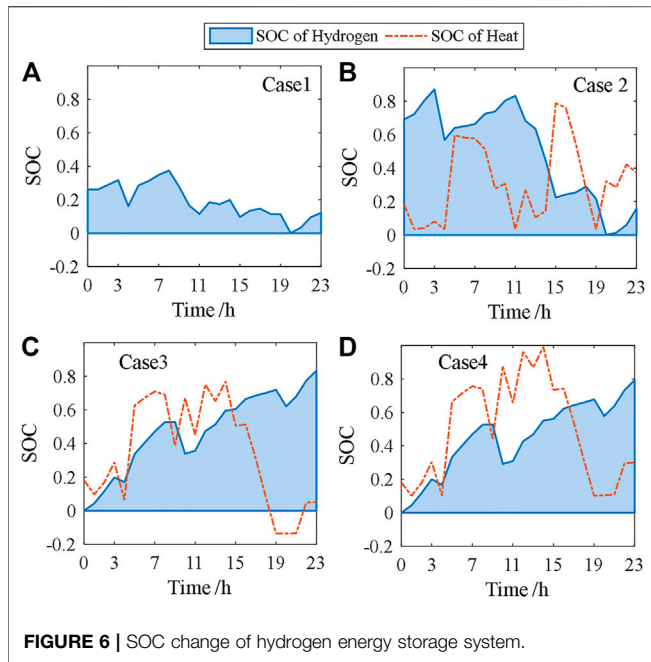 SOC of Hydrogen SOC of Heat
A
Case1
SOC
0.8
0.6
0.4
0.2
0
-0.2
0 3 7 11 15 19 23
Time /h
B
Case 2
SOC
0.8
0.6
0.4
0.2
0
-0.2
0 3 7 11 15 19 23
Time /h
C
Case3
SOC
0.8
0.6
0.4
0.2
0
-0.2
0 3 7 11 15 19 23
Time /h
D
Case4
SOC
0.8
0.6
0.4
0.2
0
-0.2
0 3 7 11 15 19 23
Time /h
FIGURE 6 | SOC change of hydrogen energy storage system.